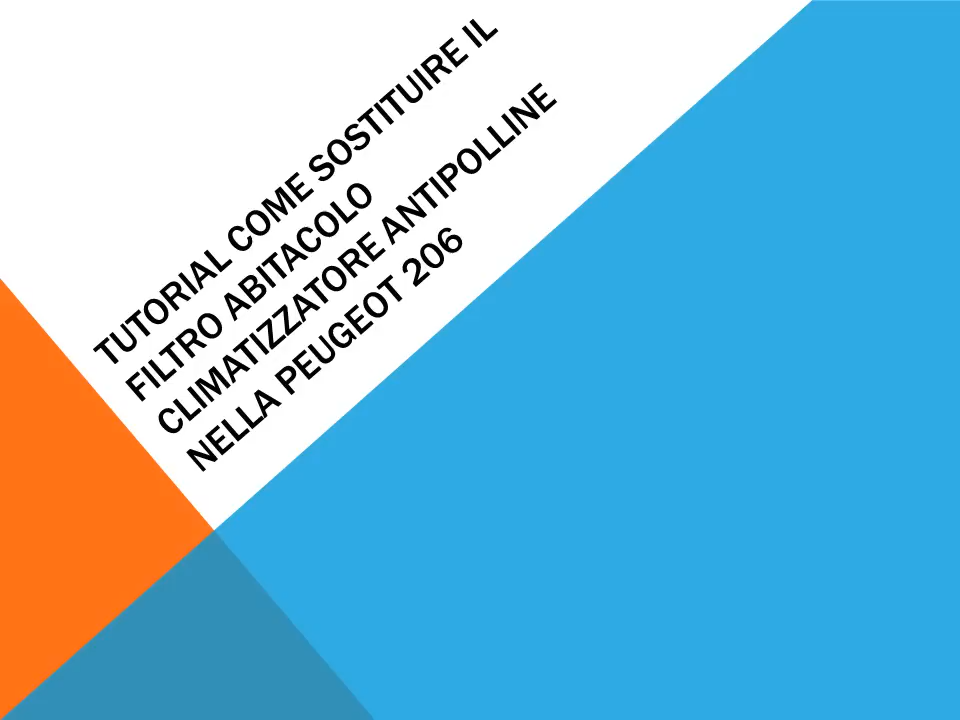 TUTORIAL COME SOSTITUIRE IL
FILTRO ABITACOLO
CLIMATIZZATORE ANTIPOLLINE
NELLA PEUGEOT 206